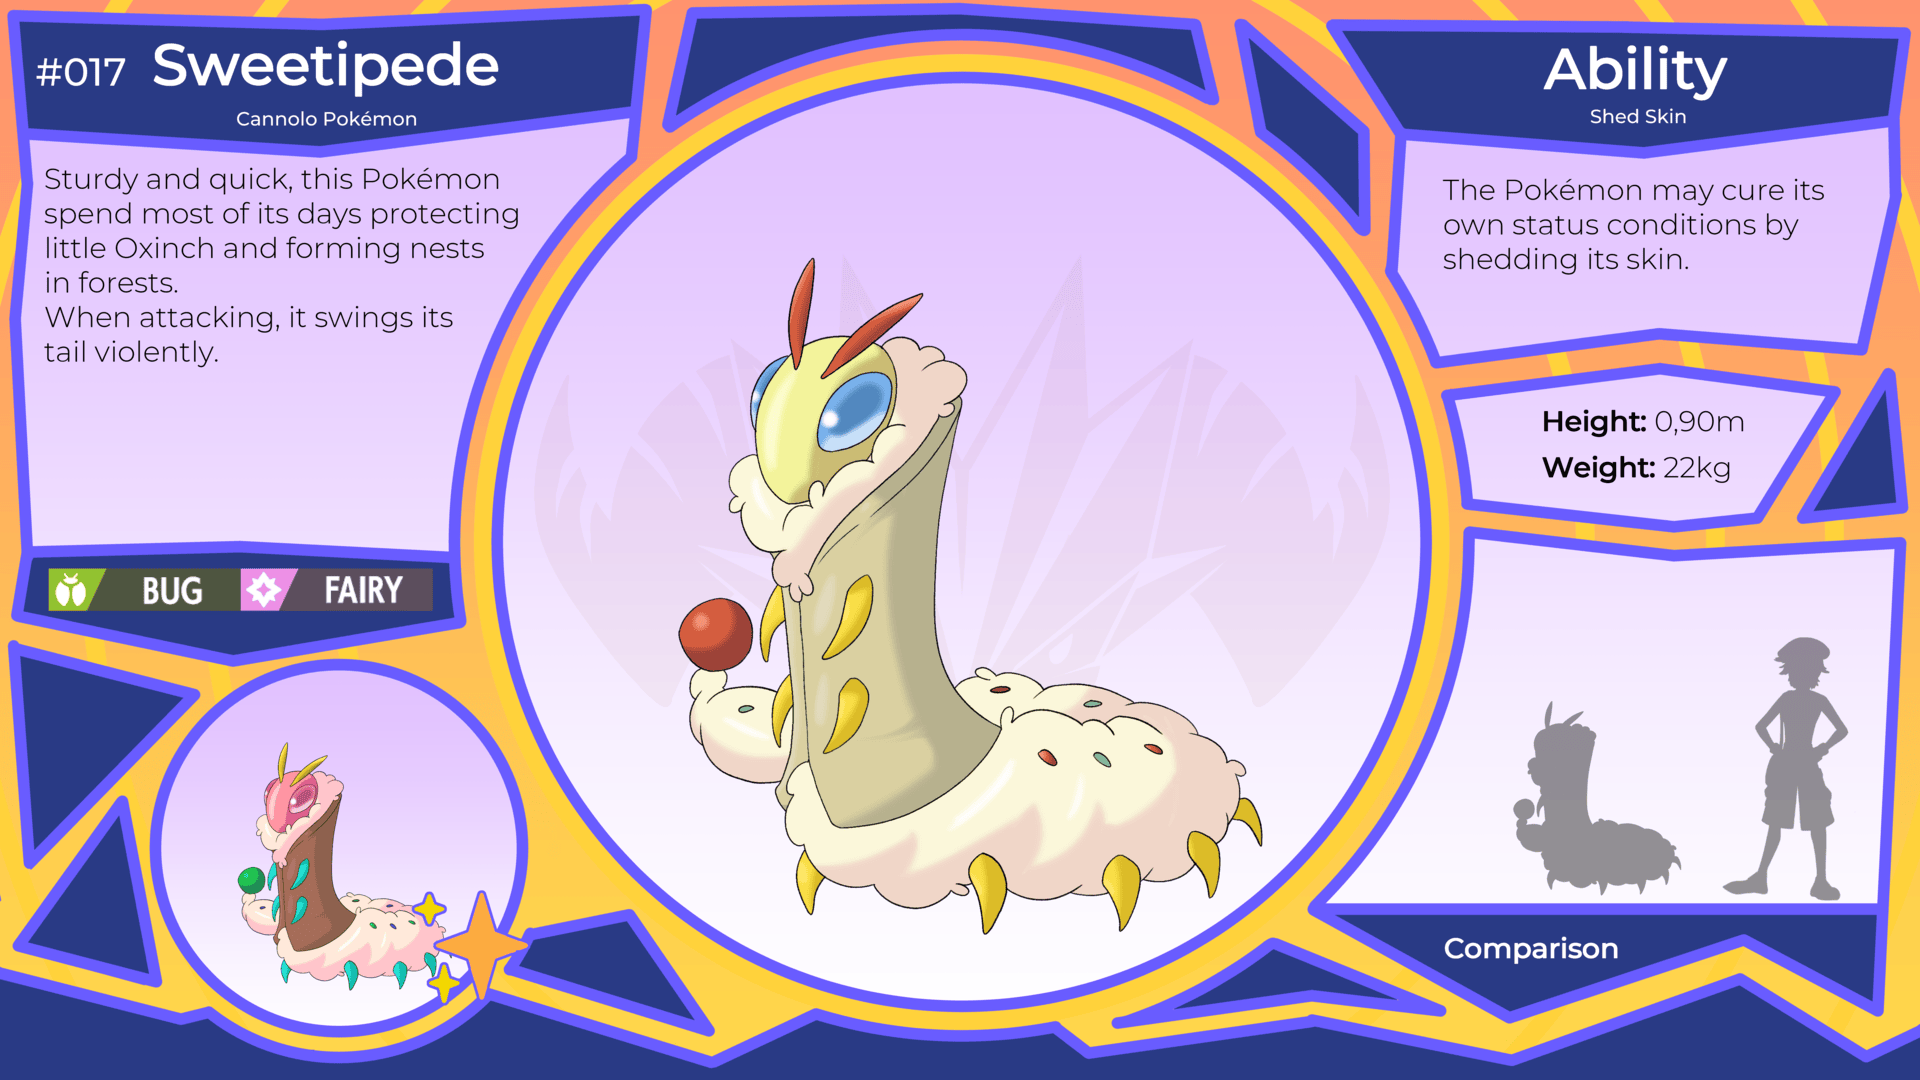 #017 Sweetipede
Cannolo Pokémon
Sturdy and quick, this Pokémon
spend most of its days protecting
little Oxinch and forming nests
in forests.
When attacking, it swings its
tail violently.
BUG FAIRY
Ability
Shed Skin
The Pokémon may cure its
own status conditions by
shedding its skin.
Height: 0,90m
Weight: 22kg
Comparison